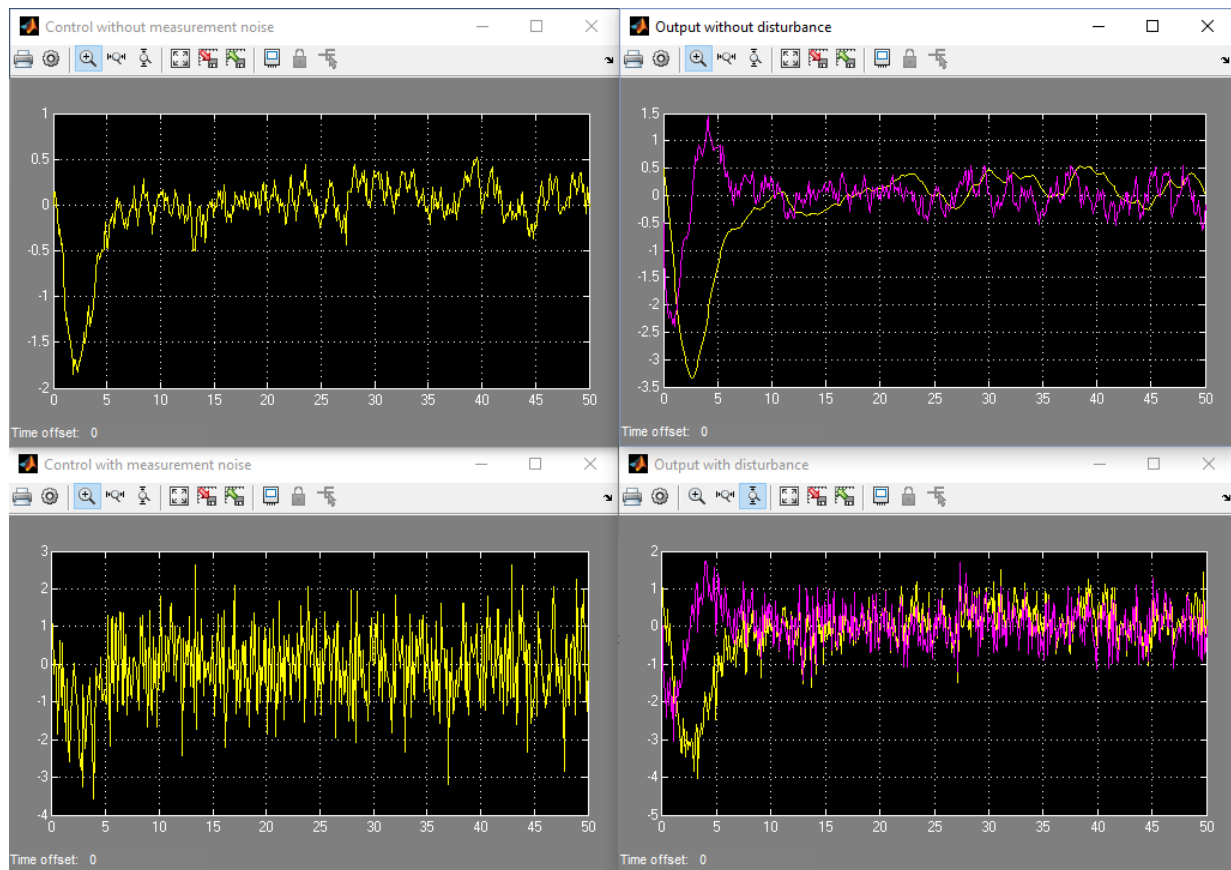 Control without measurement noise
1
0.5
0
-0.5
-1
-1.5
-2
0 5 10 15 20 25 30 35 40 45 50
Time offset: 0
Output without disturbance
1.5
1
0.5
0
-0.5
-1
-1.5
-2
-2.5
-3
-3.5
0 5 10 15 20 25 30 35 40 45 50
Time offset: 0
Control with measurement noise
3
2
1
0
-1
-2
-3
-4
0 5 10 15 20 25 30 35 40 45 50
Time offset: 0
Output with disturbance
2
1
0
-1
-2
-3
-4
-5
0 5 10 15 20 25 30 35 40 45 50
Time offset: 0